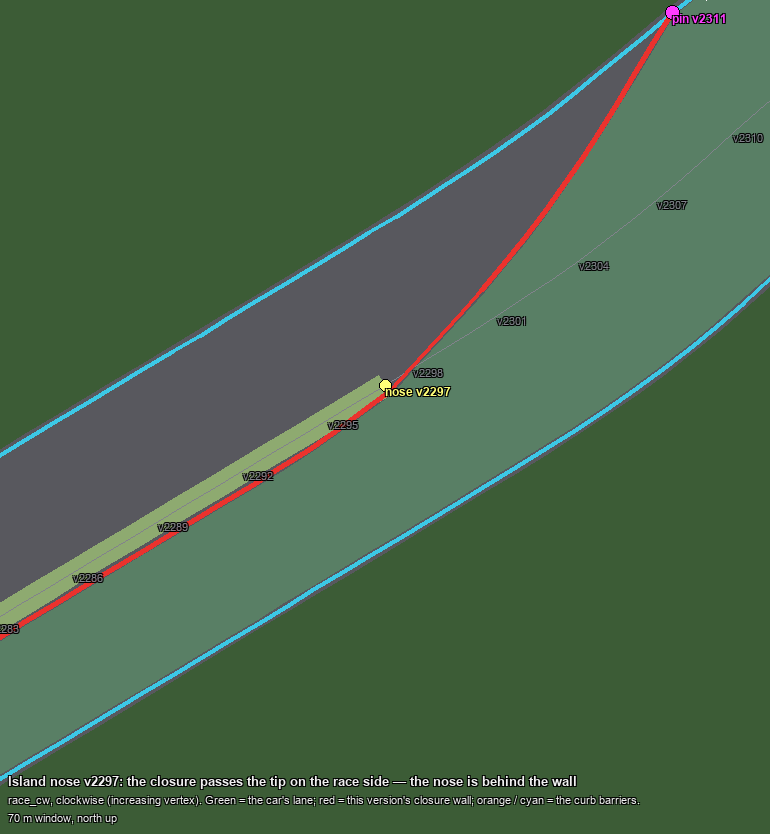 pin v2311
v2310
v2307
v2304
v2301
v2298
nose v2297
v2295
v2292
v2289
v2286
283
Island nose v2297: the closure passes the tip on the race side — the nose is behind the wall
race_cw, clockwise (increasing vertex). Green = the car's lane; red = this version's closure wall; orange / cyan = the curb barriers.
70 m window, north up